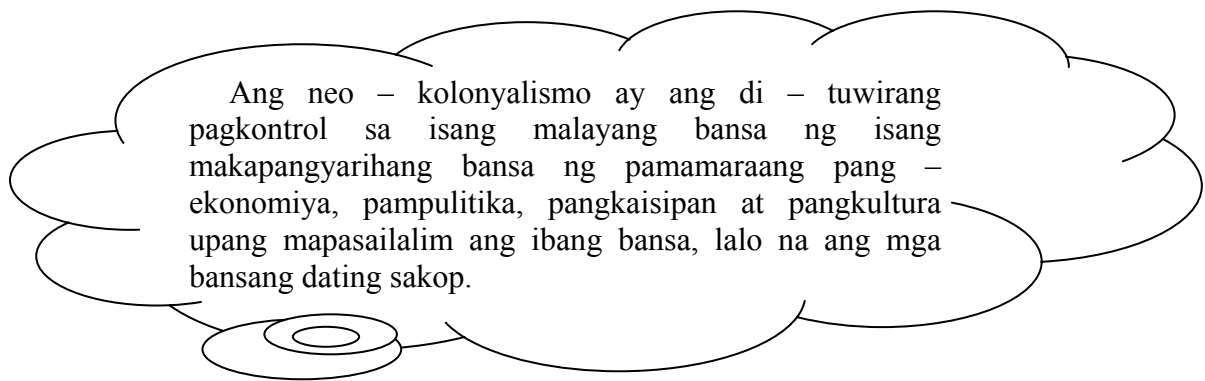 Ang neo – kolonyalismo ay ang di – tuwirang
pagkontrol sa isang malayang bansa ng isang
makapangyarihang bansa ng pamamaraang pang –
ekonomiya, pampulitika, pangkaisipan at pangkultura
upang mapasailalim ang ibang bansa, lalo na ang mga
bansang dating sakop.